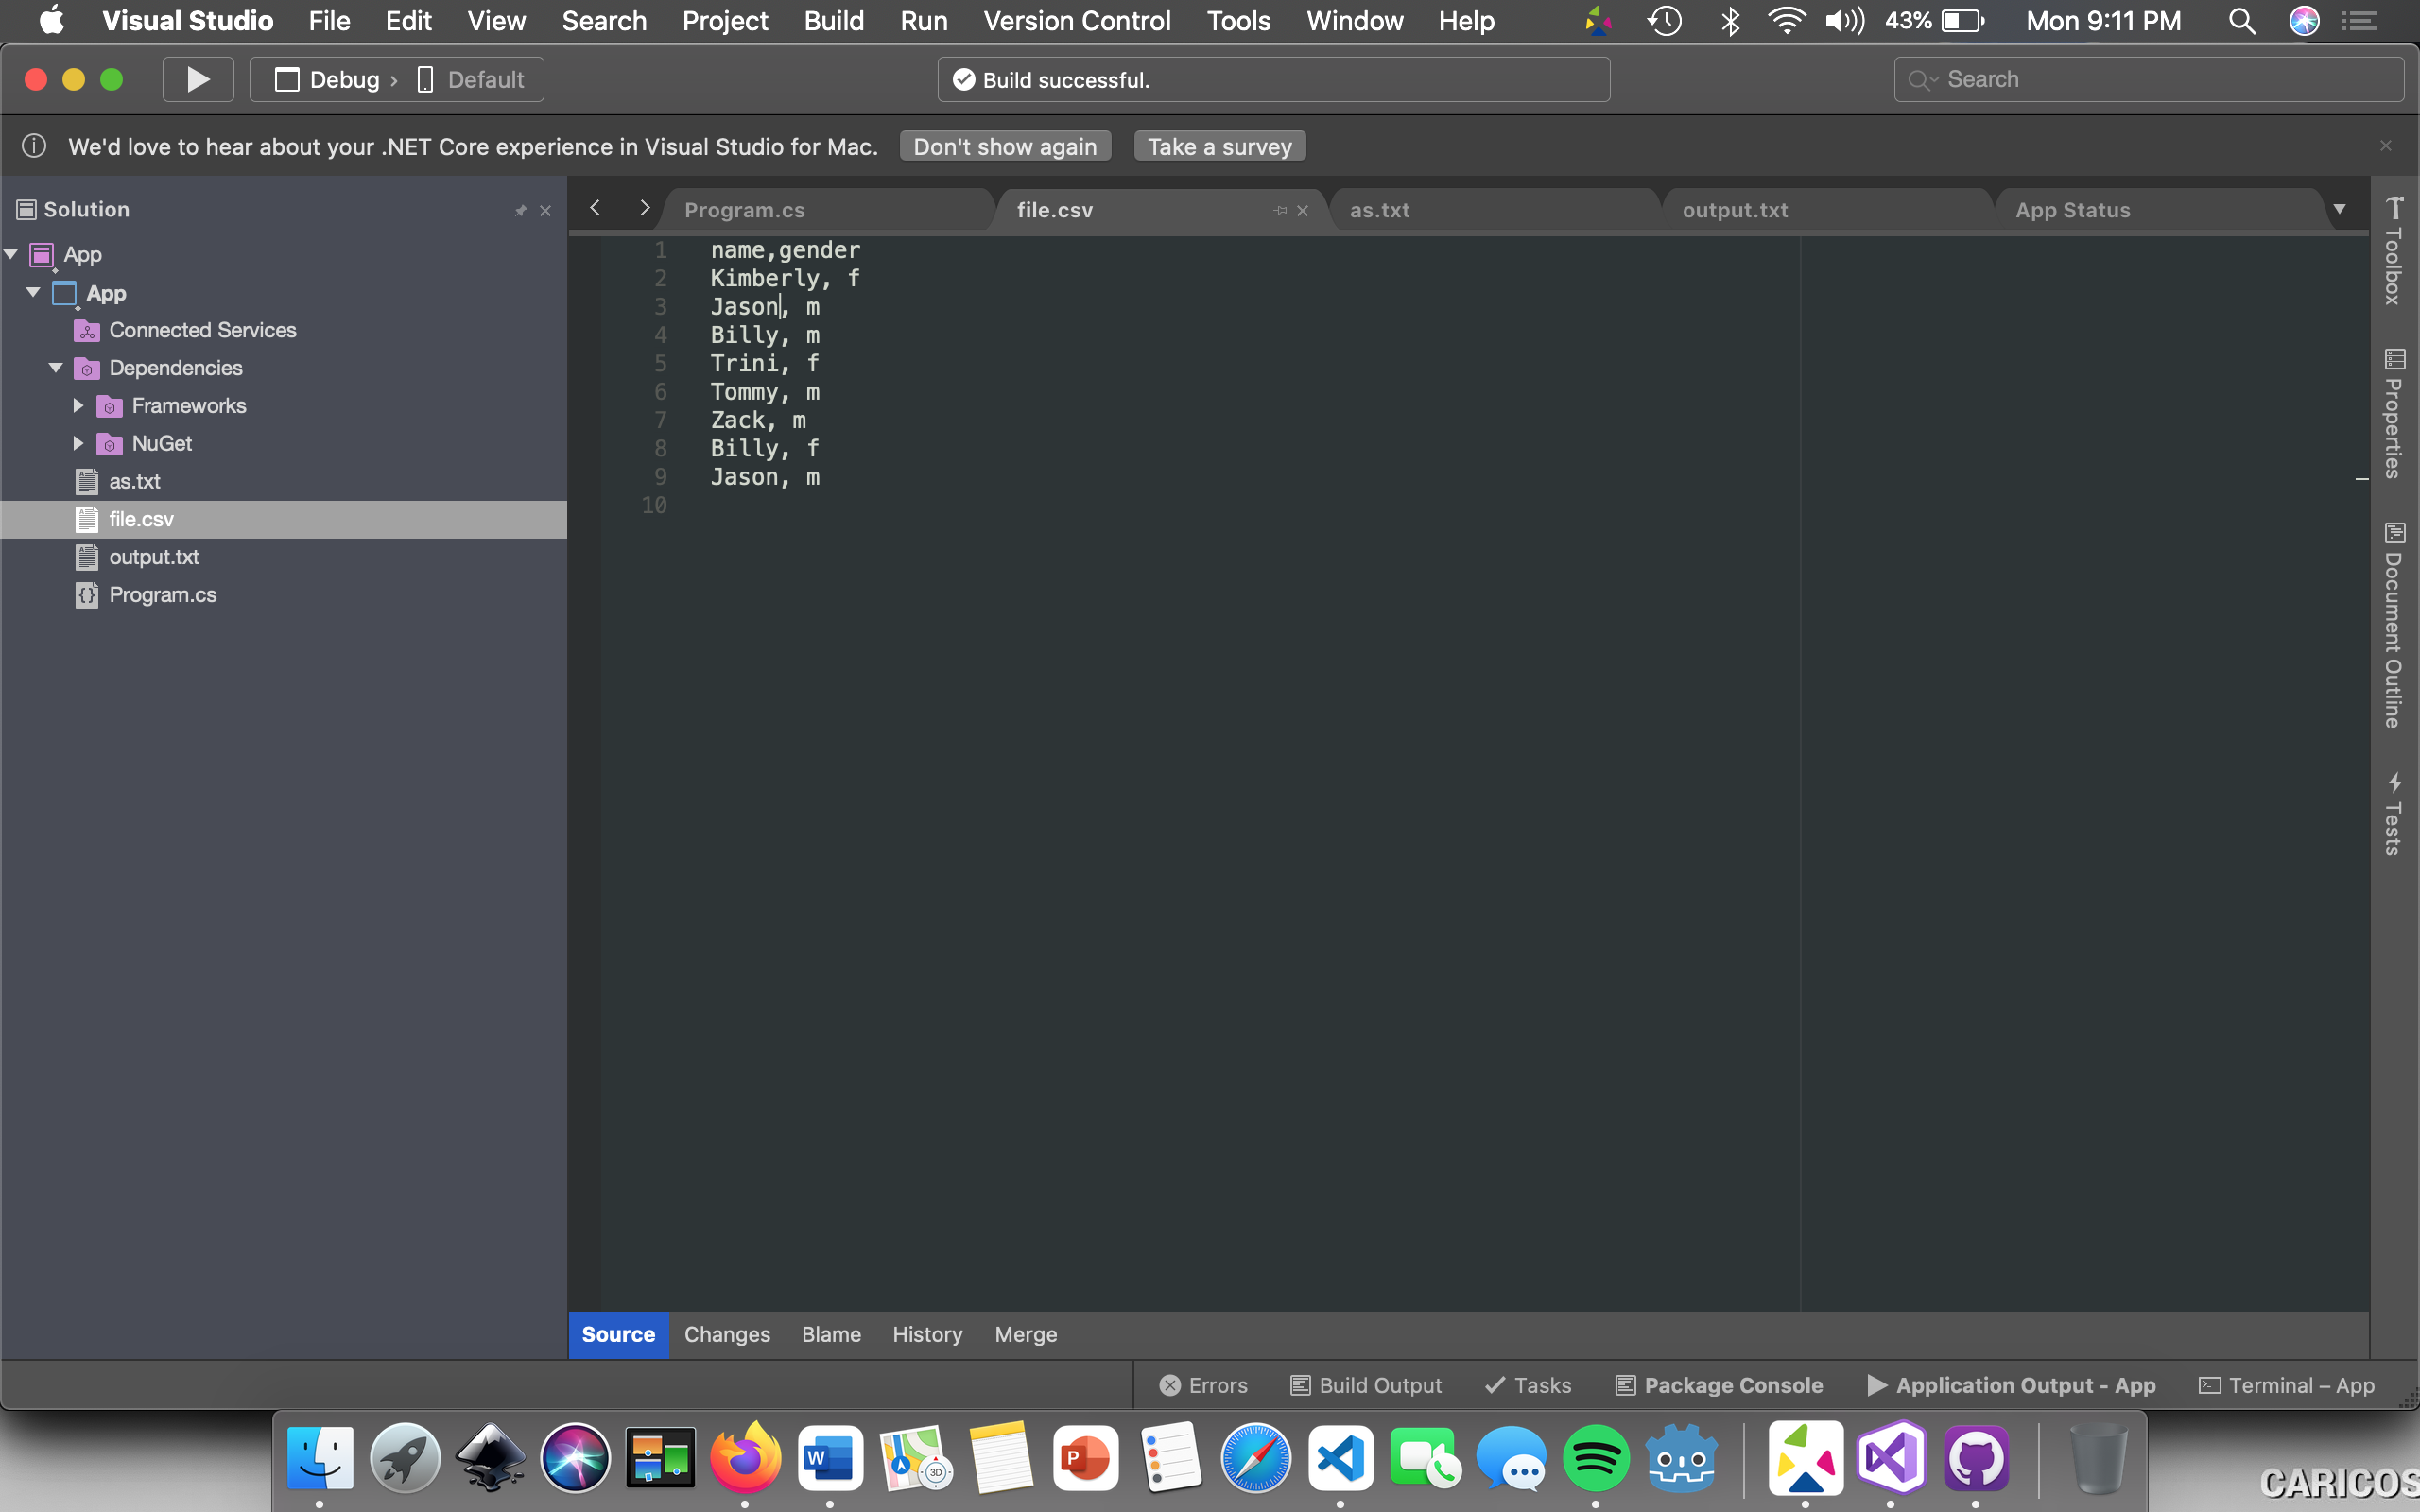 Visual Studio File Edit View Search Project Build Run Version Control Tools Window Help 43% Mon 9:11 PM
Debug › Default
Build successful.
Search
We'd love to hear about your .NET Core experience in Visual Studio for Mac. Don't show again Take a survey
Solution
App
App
Connected Services
Dependencies
Frameworks
NuGet
as.txt
file.csv
output.txt
Program.cs
Program.cs file.csv as.txt output.txt App Status
1 name,gender
2 Kimberly, f
3 Jason, m
4 Billy, m
5 Trini, f
6 Tommy, m
7 Zack, m
8 Billy, f
9 Jason, m
10
Toolbox
Properties
Document Outline
Tests
Source Changes Blame History Merge
Errors Build Output Tasks Package Console Application Output - App Terminal – App
W
3D
P
CARICOS